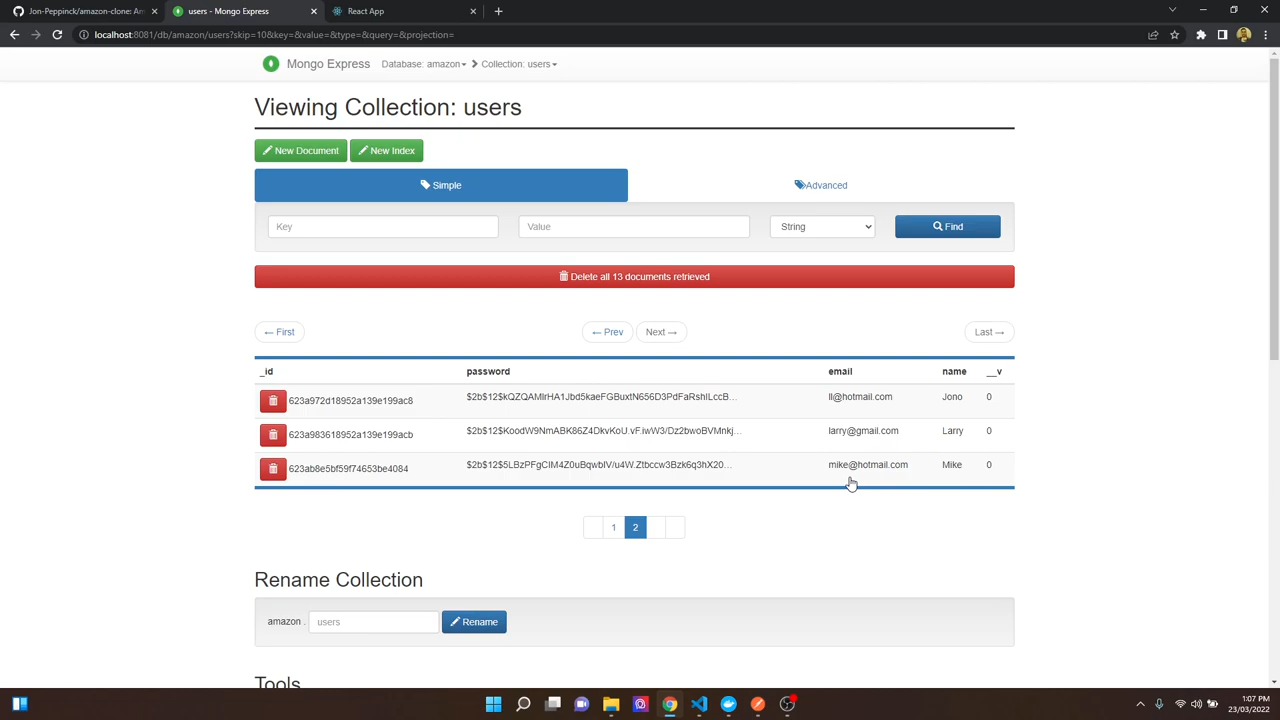 Jon-Peppinck/amazon-clone: Am
users - Mongo Express
React App
localhost:8081/db/amazon/users?skip=10&key=&value=&type=&query=&projection=
Mongo Express Database: amazon Collection: users
Viewing Collection: users
New Document New Index
Simple Advanced
Key Value String Find
Delete all 13 documents retrieved
← First ← Prev Next → Last →
_id password email name __v
623a972d18952a139e199ac8 ll@hotmail.com Jono 0
623a983618952a139e199acb larry@gmail.com Larry 0
623ab8e5bf59f74653be4084 mike@hotmail.com Mike 0
1 2
Rename Collection
amazon . users Rename
Tools
1:07 PM
23/03/2022